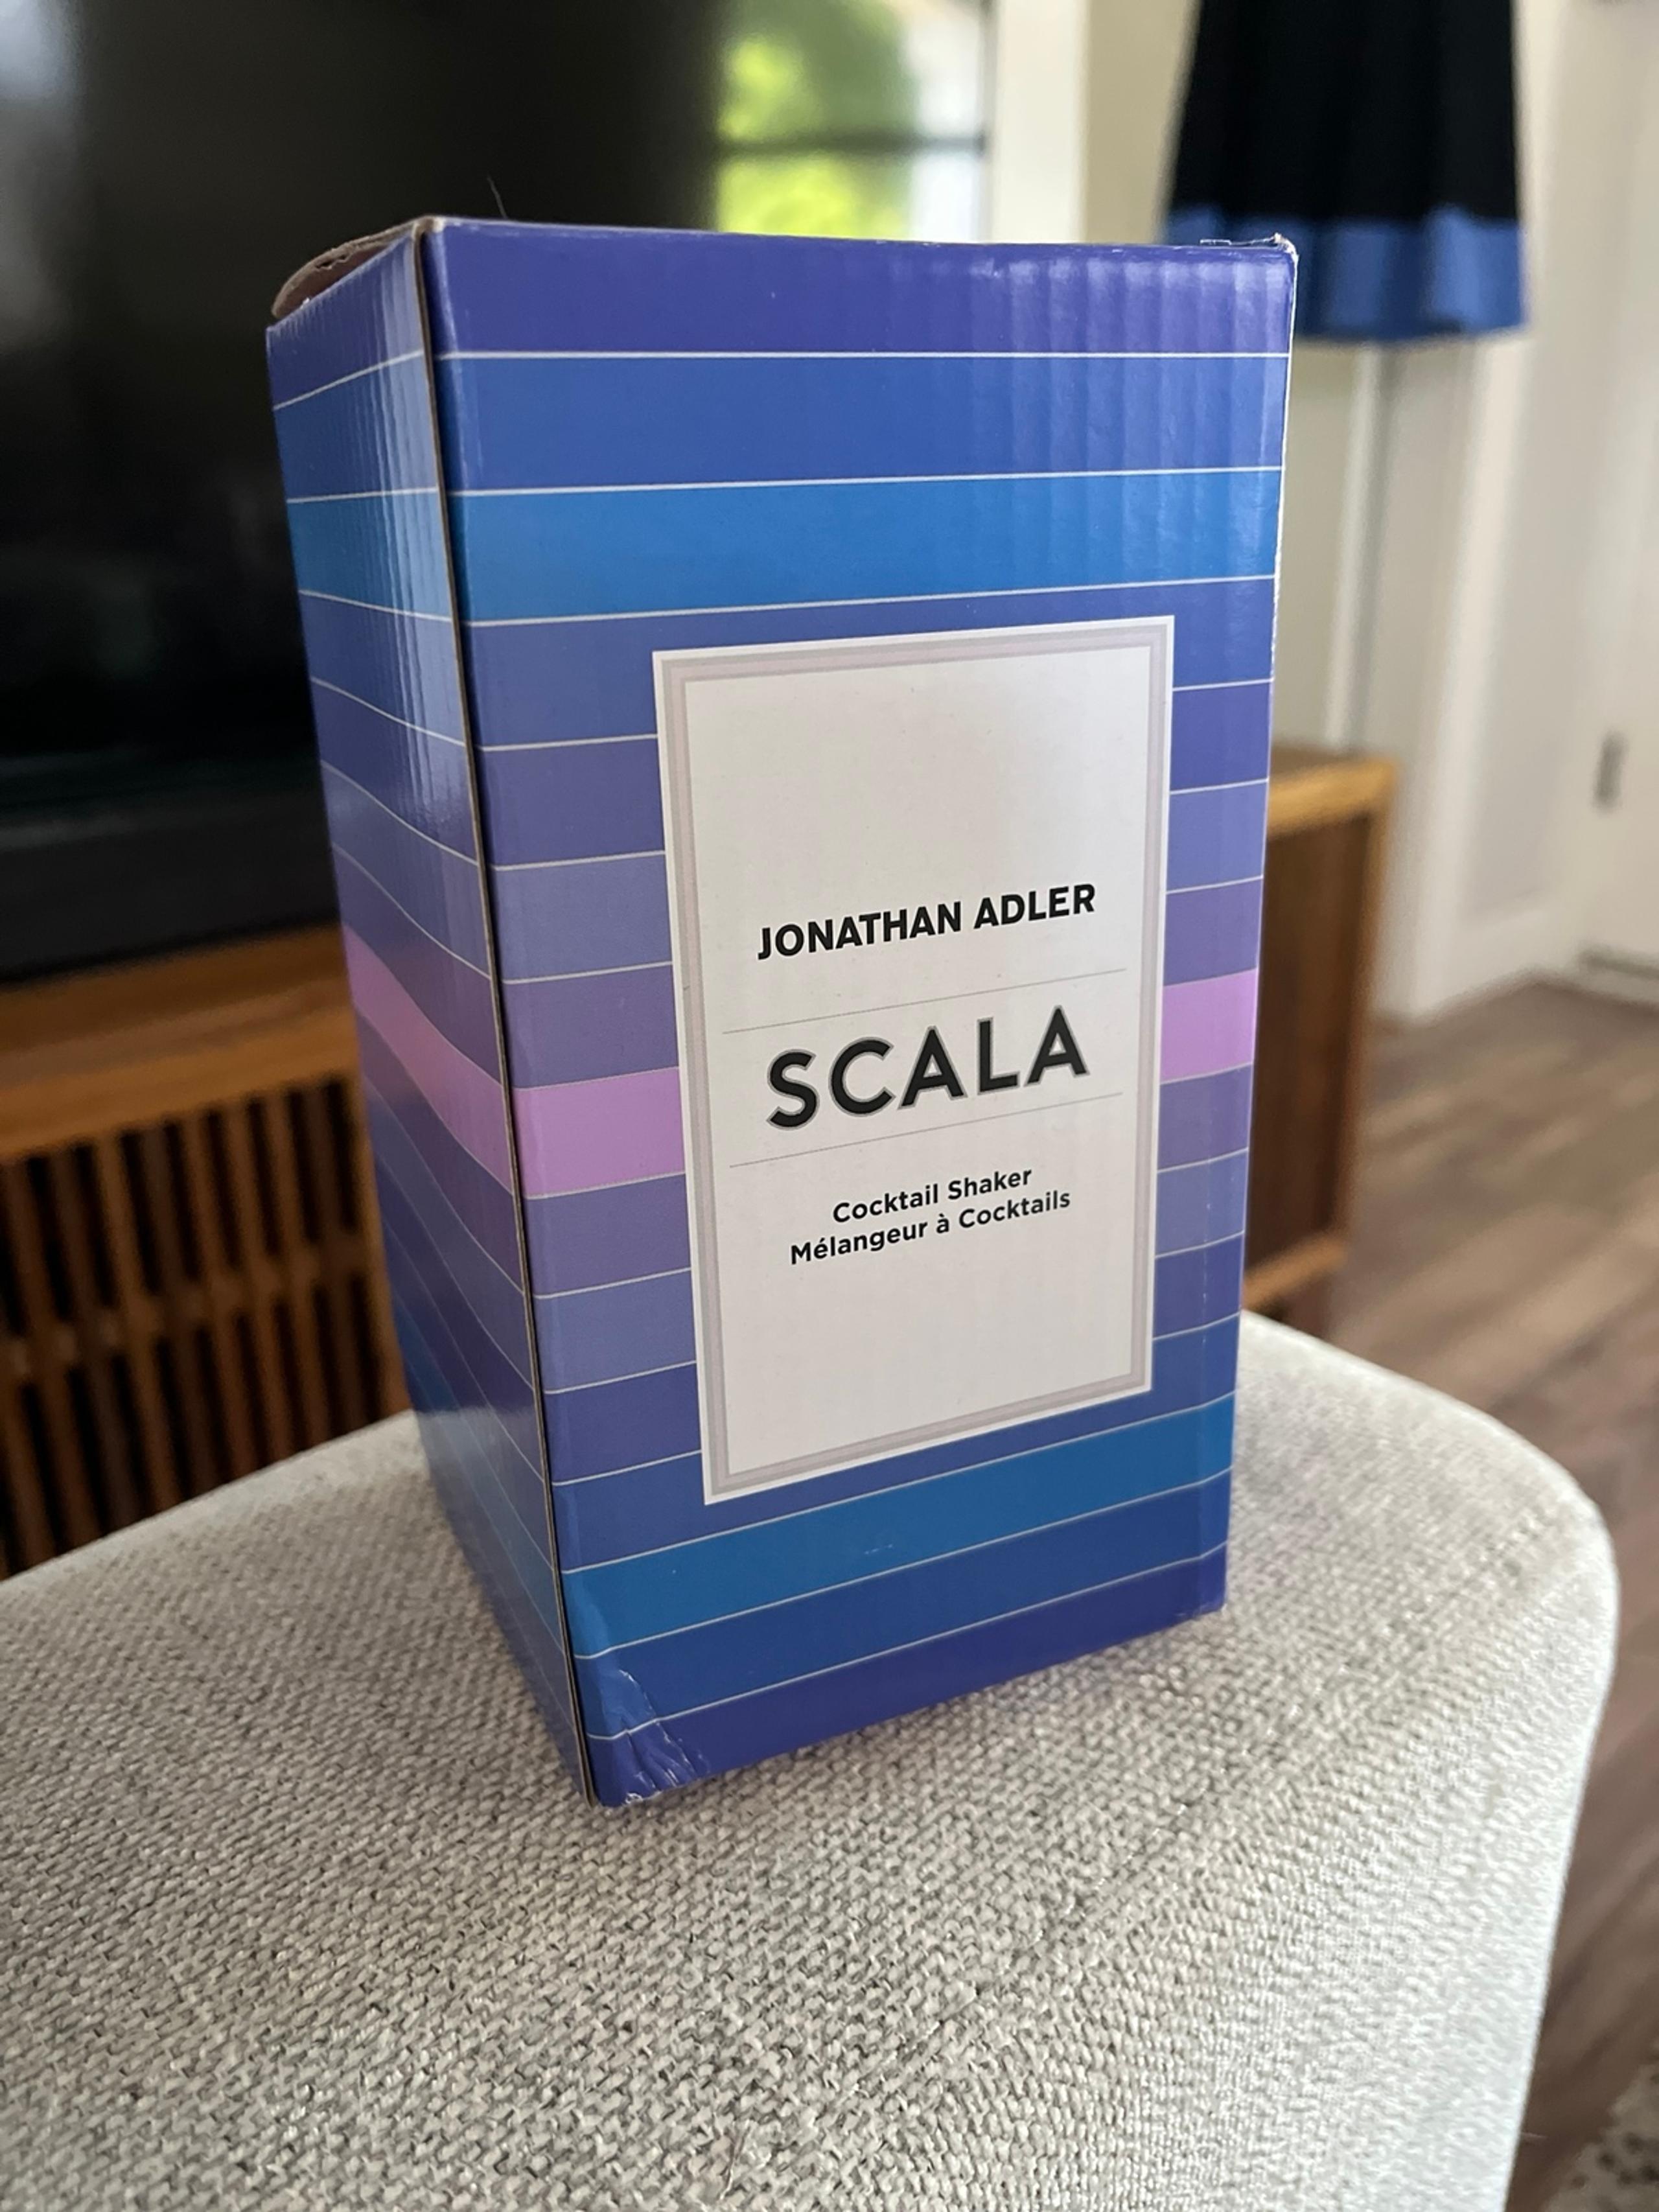 JONATHAN ADLER
SCALA
Cocktail Shaker
Mélangeur à Cocktails